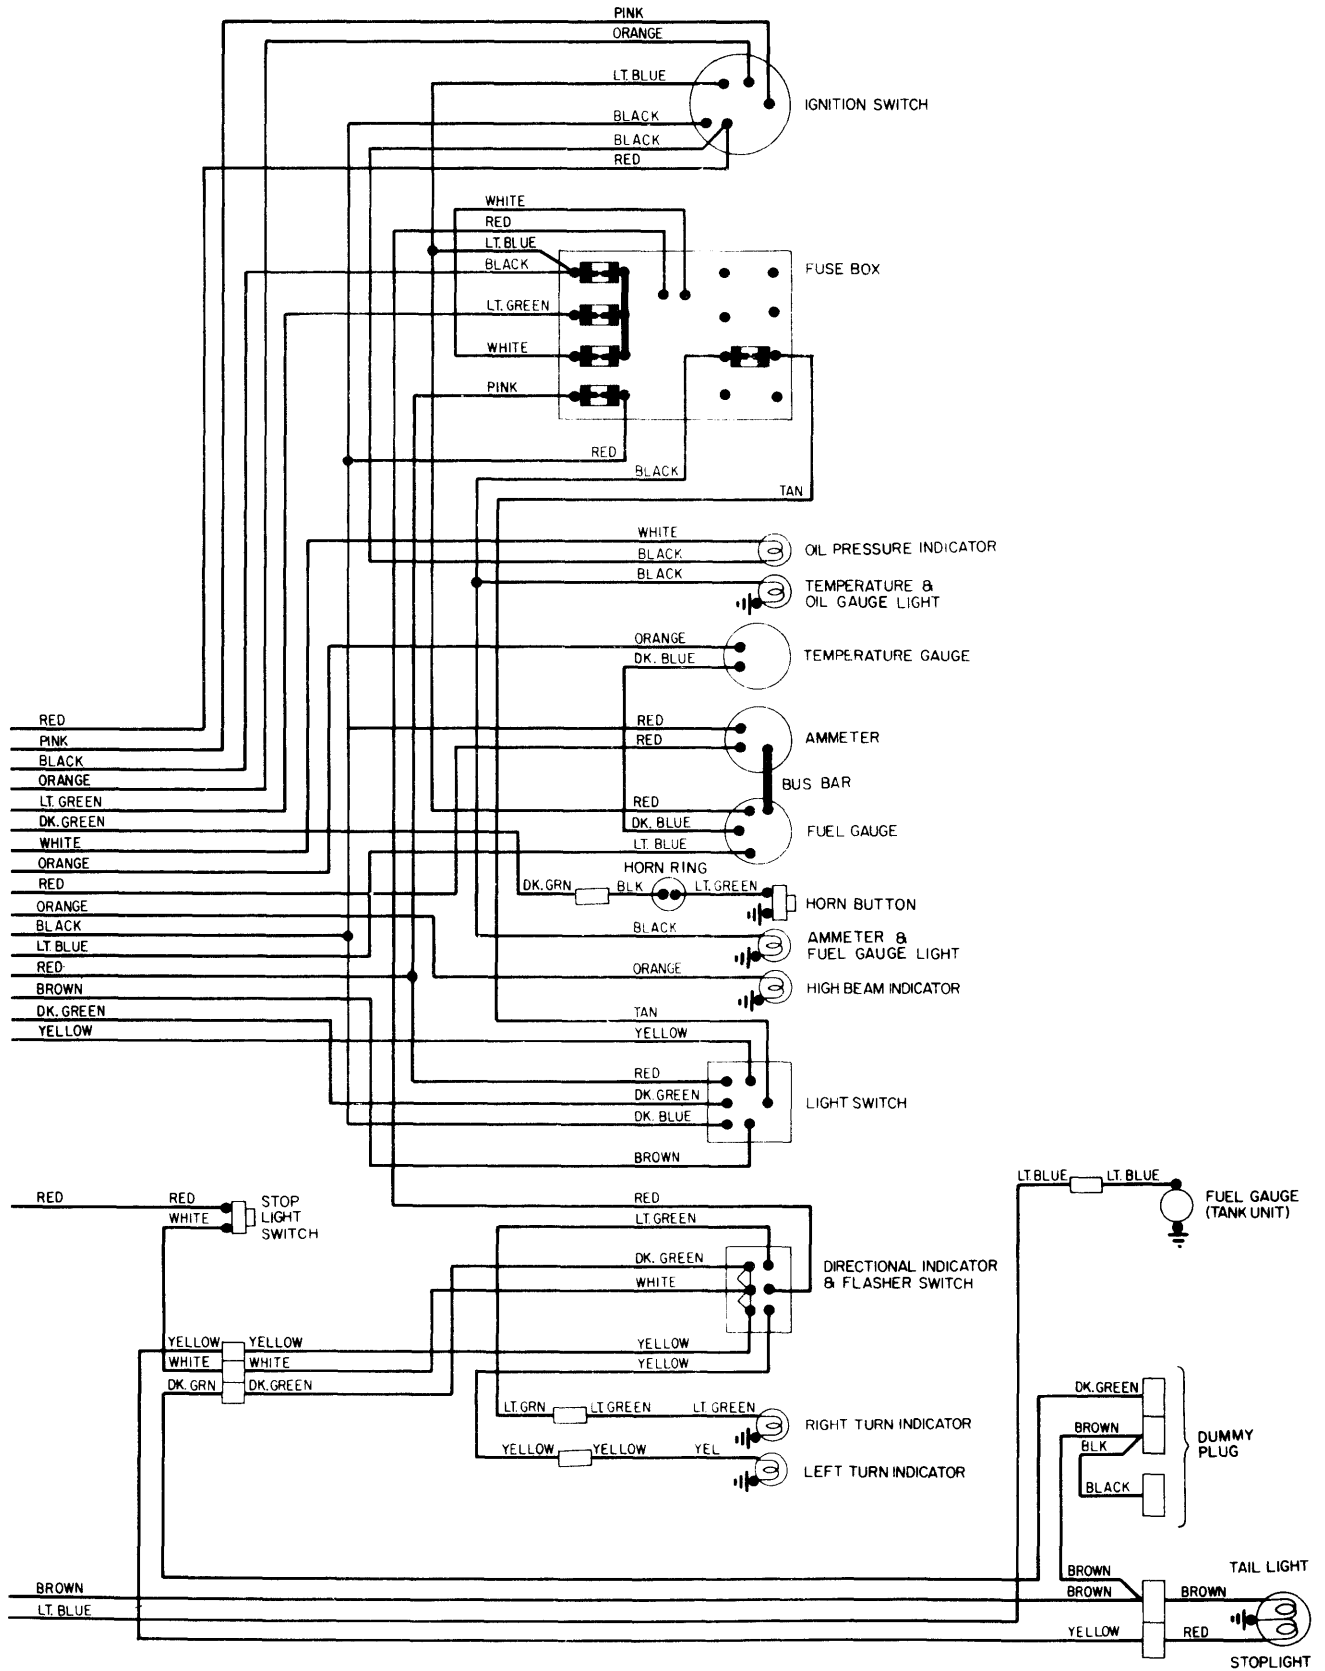 PINK
ORANGE
LT. BLUE
IGNITION SWITCH
BLACK
BLACK
RED
WHITE
RED
LT. BLUE
BLACK
FUSE BOX
LT. GREEN
WHITE
PINK
RED
BLACK
TAN
WHITE
OIL PRESSURE INDICATOR
BLACK
BLACK
TEMPERATURE &
OIL GAUGE LIGHT
ORANGE
TEMPERATURE GAUGE
DK. BLUE
RED
RED
AMMETER
RED
PINK
BLACK
BUS BAR
ORANGE
LT. GREEN
RED
DK. GREEN
DK. BLUE
FUEL GAUGE
WHITE
LT. BLUE
ORANGE
HORN RING
RED
DK.GRN
BLK
LT. GREEN
HORN BUTTON
ORANGE
BLACK
BLACK
AMMETER &
FUEL GAUGE LIGHT
LT. BLUE
RED
ORANGE
HIGH BEAM INDICATOR
BROWN
DK. GREEN
TAN
YELLOW
YELLOW
RED
DK. GREEN
LIGHT SWITCH
DK. BLUE
BROWN
LT. BLUE
LT. BLUE
FUEL GAUGE
(TANK UNIT)
RED
RED
STOP
LIGHT
SWITCH
WHITE
RED
LT. GREEN
DK. GREEN
DIRECTIONAL INDICATOR
& FLASHER SWITCH
WHITE
YELLOW
YELLOW
YELLOW
WHITE
WHITE
YELLOW
DK. GRN
DK. GREEN
DK. GREEN
LT. GRN
LT GREEN
LT. GREEN
RIGHT TURN INDICATOR
BROWN
BLK
DUMMY
PLUG
YELLOW
YELLOW
YEL
LEFT TURN INDICATOR
BLACK
TAIL LIGHT
BROWN
BROWN
BROWN
BROWN
LT. BLUE
YELLOW
RED
STOPLIGHT